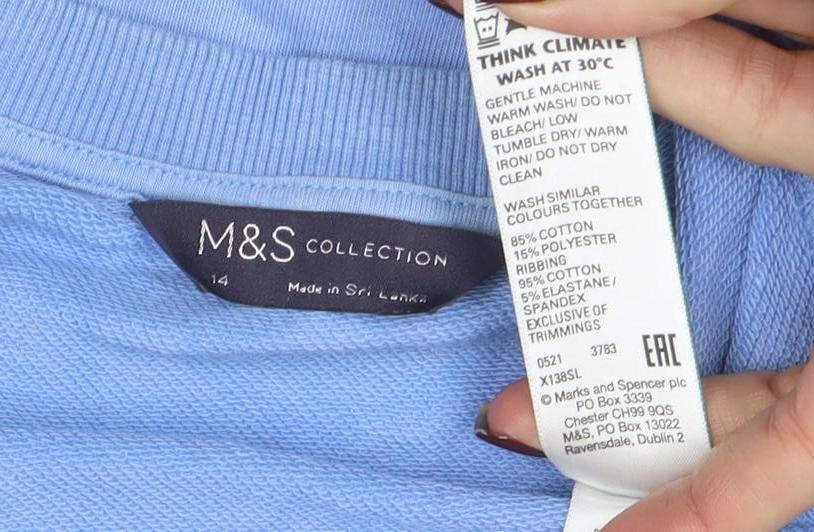 M&S COLLECTION
14
Made in Sri Lanka
THINK CLIMATE
WASH AT 30°C
GENTLE MACHINE
WARM WASH/ DO NOT
BLEACH/ LOW
TUMBLE DRY/ WARM
IRON/ DO NOT DRY
CLEAN
WASH SIMILAR
COLOURS TOGETHER
85% COTTON
15% POLYESTER
RIBBING
95% COTTON
5% ELASTANE/
SPANDEX
EXCLUSIVE OF
TRIMMINGS
0521 3783 EAC
X138SL
© Marks and Spencer plc
PO Box 3339
Chester CH99 9QS
M&S, PO Box 13022
Ravensdale, Dublin 2